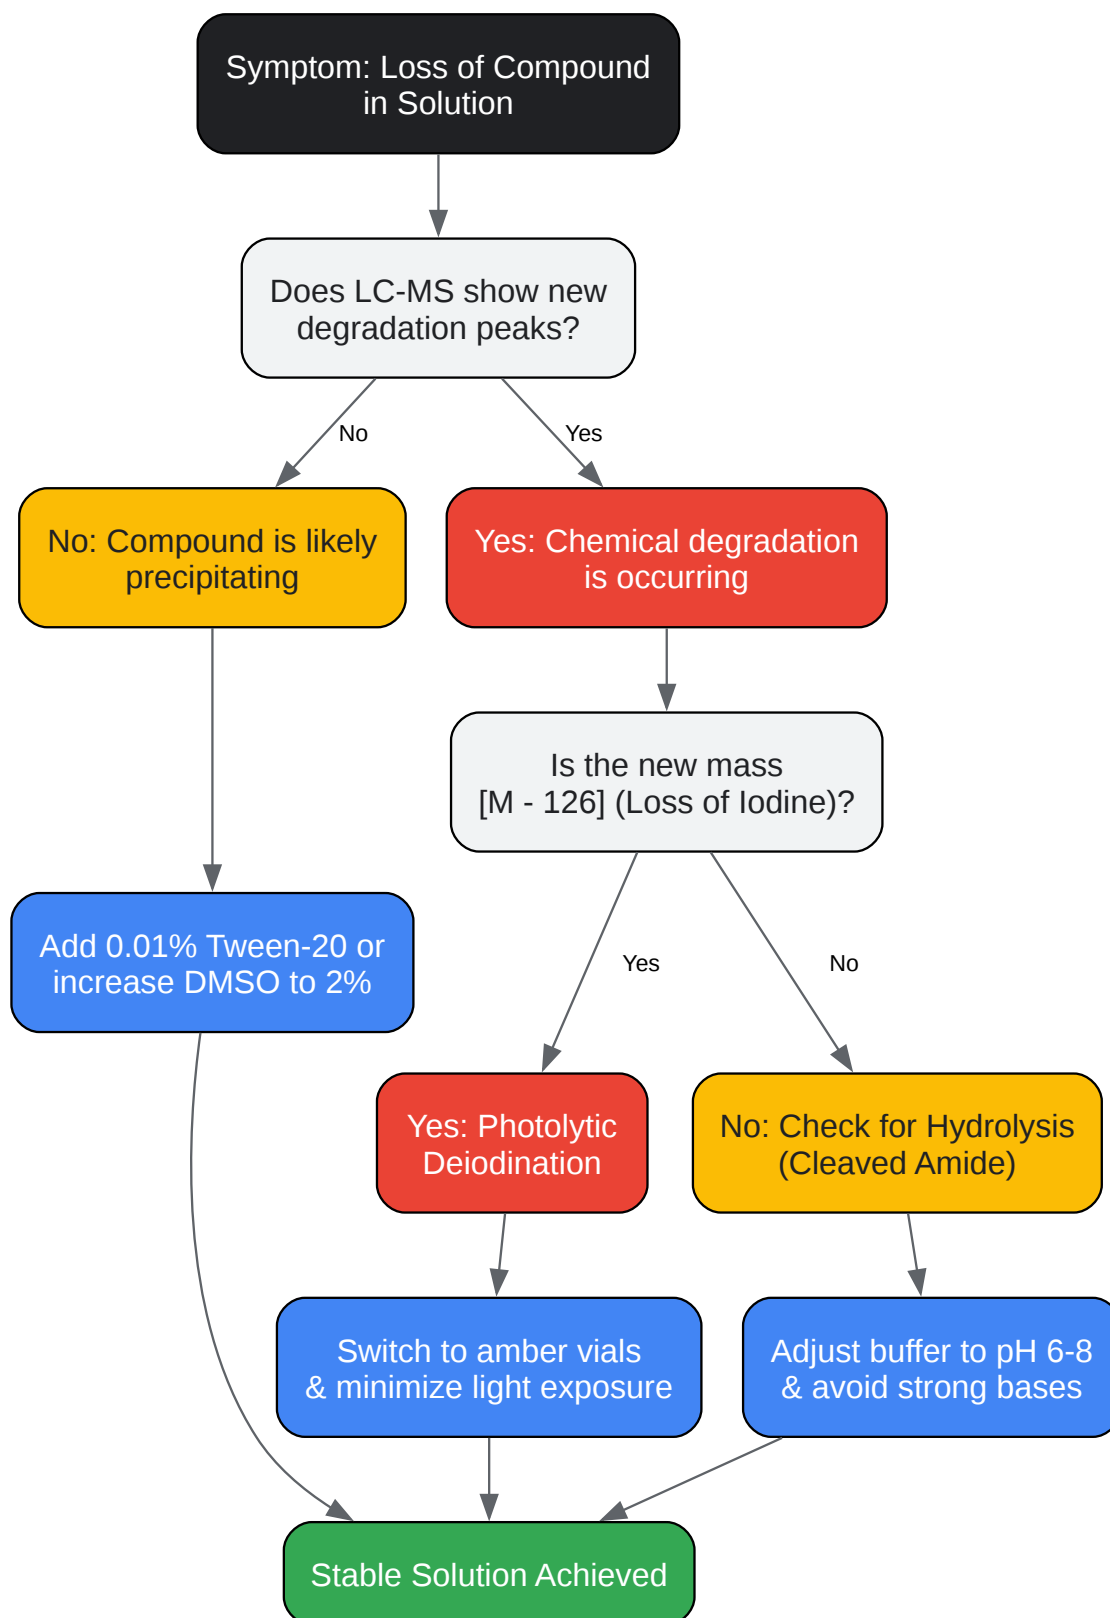 Symptom: Loss of Compound
in Solution
Does LC-MS show new
degradation peaks?
No
Yes
No: Compound is likely
precipitating
Yes: Chemical degradation
is occurring
Is the new mass
[M - 126] (Loss of Iodine)?
Add 0.01% Tween-20 or
increase DMSO to 2%
Yes
No
Yes: Photolytic
Deiodination
No: Check for Hydrolysis
(Cleaved Amide)
Switch to amber vials
& minimize light exposure
Adjust buffer to pH 6-8
& avoid strong bases
Stable Solution Achieved